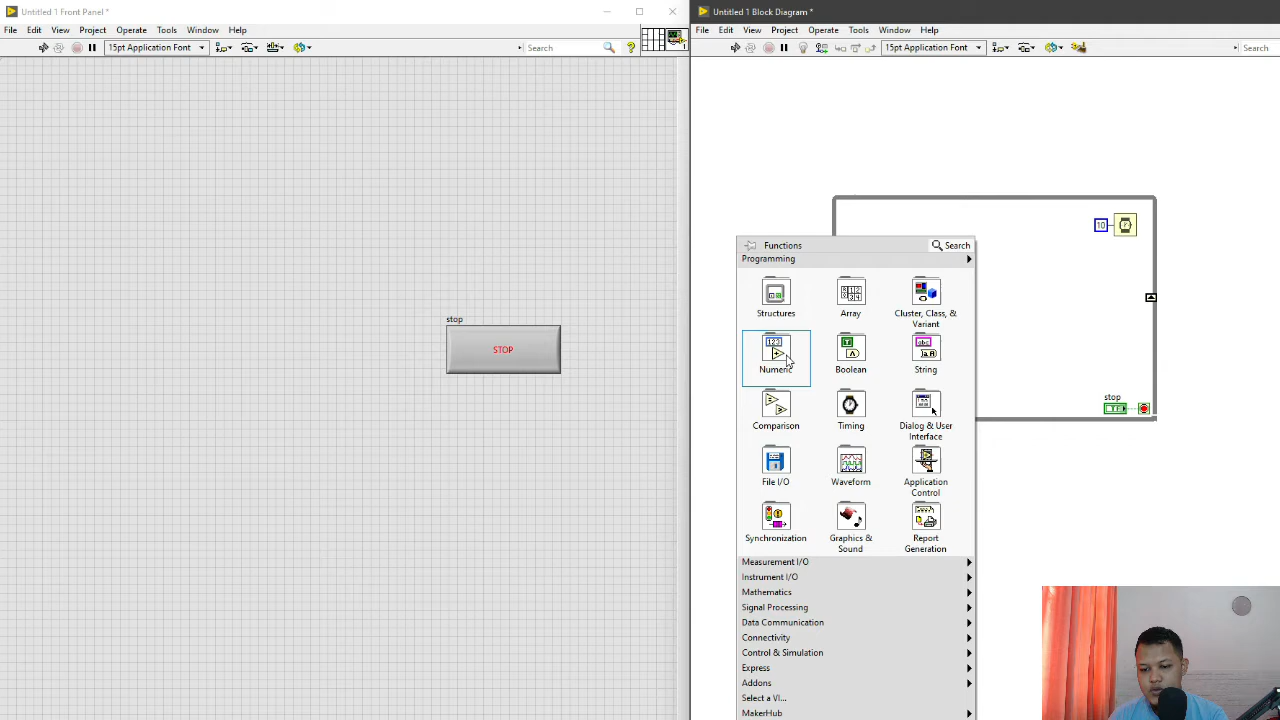 Untitled 1 Front Panel *
File Edit View Project Operate Tools Window Help
15pt Application Font
Search
stop
STOP
Untitled 1 Block Diagram *
File Edit View Project Operate Tools Window Help
15pt Application Font
Search
10
stop
Functions
Search
Programming
Structures
Array
Cluster, Class, & Variant
Numeric
Boolean
String
Comparison
Timing
Dialog & User Interface
File I/O
Waveform
Application Control
Synchronization
Graphics & Sound
Report Generation
Measurement I/O
Instrument I/O
Mathematics
Signal Processing
Data Communication
Connectivity
Control & Simulation
Express
Addons
Select a VI...
MakerHub